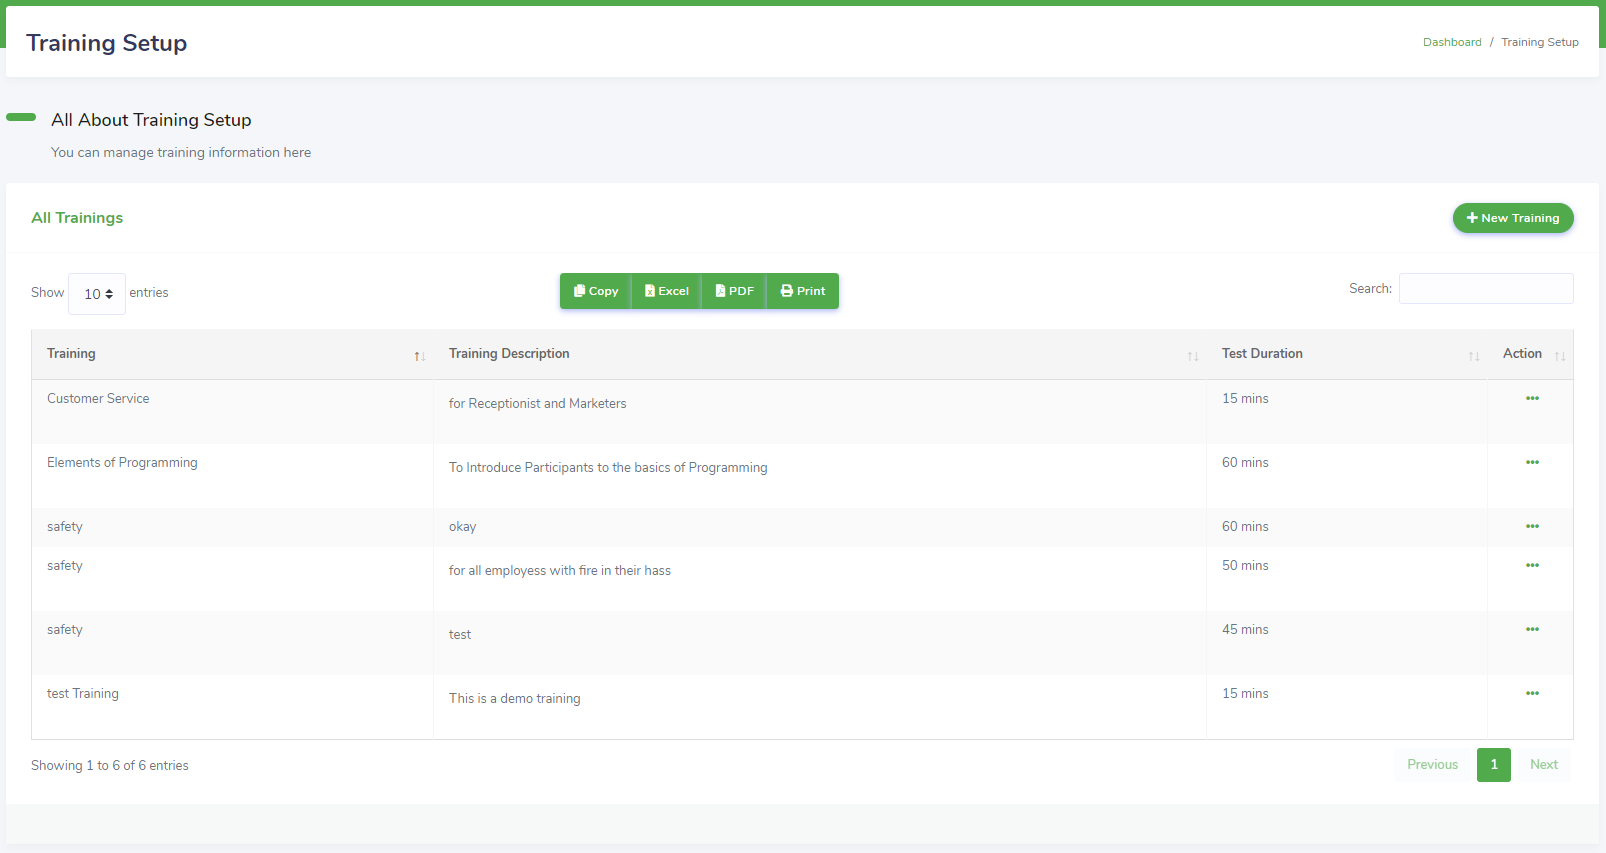 Training Setup
Dashboard / Training Setup
All About Training Setup
You can manage training information here
All Trainings
New Training
Show 10 entries
Copy Excel PDF Print
Search:
Training Training Description Test Duration Action
Customer Service for Receptionist and Marketers 15 mins
Elements of Programming To Introduce Participants to the basics of Programming 60 mins
safety okay 60 mins
safety for all employess with fire in their hass 50 mins
safety test 45 mins
test Training This is a demo training 15 mins
Showing 1 to 6 of 6 entries
Previous 1 Next